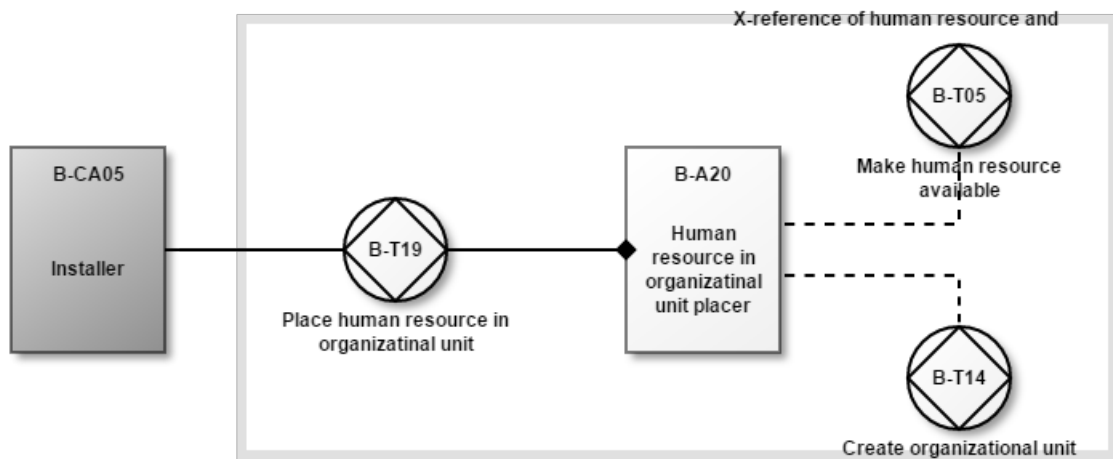 X-reference of human resource and
B-T05
B-CA05
B-A20
Make human resource
available
Installer
B-T19
Human
resource in
organizatinal
unit placer
Place human resource in
organizatinal unit
B-T14
Create organizational unit